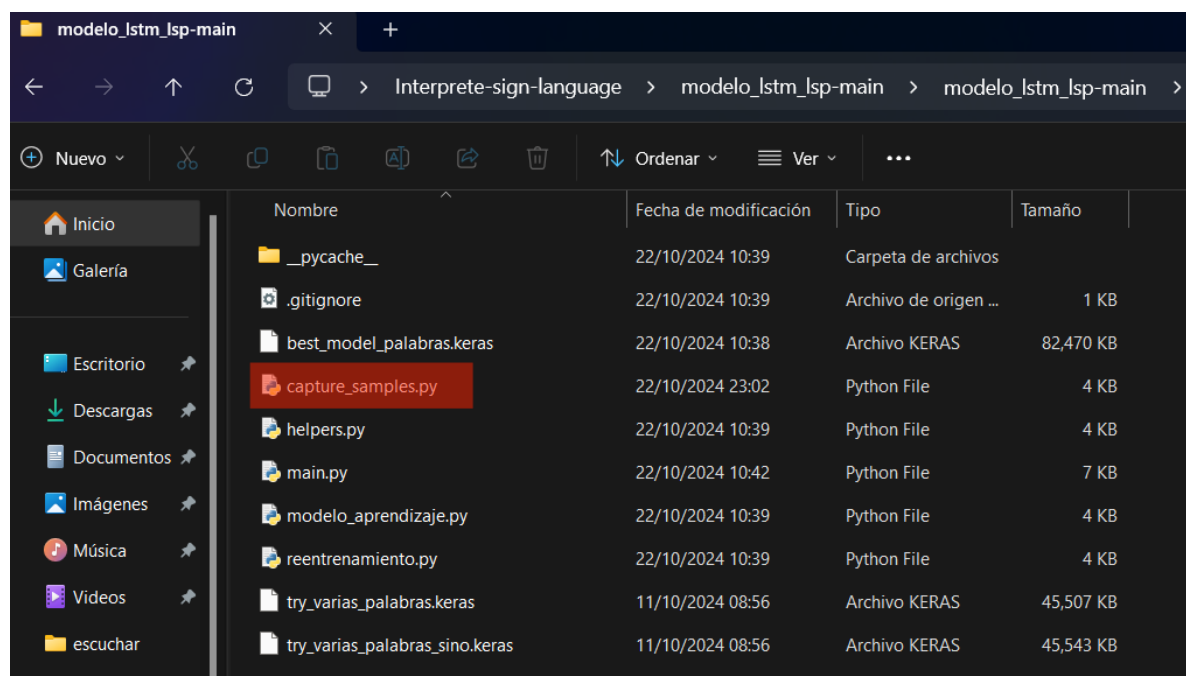 modelo_lstm_lsp-main
Interprete-sign-language > modelo_lstm_lsp-main > modelo_lstm_lsp-main >
Nuevo Ordenar Ver
Nombre Fecha de modificación Tipo Tamaño
Inicio
Galería
Escritorio
Descargas
Documentos
Imágenes
Música
Videos
escuchar
__pycache__ 22/10/2024 10:39 Carpeta de archivos
.gitignore 22/10/2024 10:39 Archivo de origen ... 1 KB
best_model_palabras.keras 22/10/2024 10:38 Archivo KERAS 82,470 KB
capture_samples.py 22/10/2024 23:02 Python File 4 KB
helpers.py 22/10/2024 10:39 Python File 4 KB
main.py 22/10/2024 10:42 Python File 7 KB
modelo_aprendizaje.py 22/10/2024 10:39 Python File 4 KB
reentrenamiento.py 22/10/2024 10:39 Python File 4 KB
try_varias_palabras.keras 11/10/2024 08:56 Archivo KERAS 45,507 KB
try_varias_palabras_sino.keras 11/10/2024 08:56 Archivo KERAS 45,543 KB